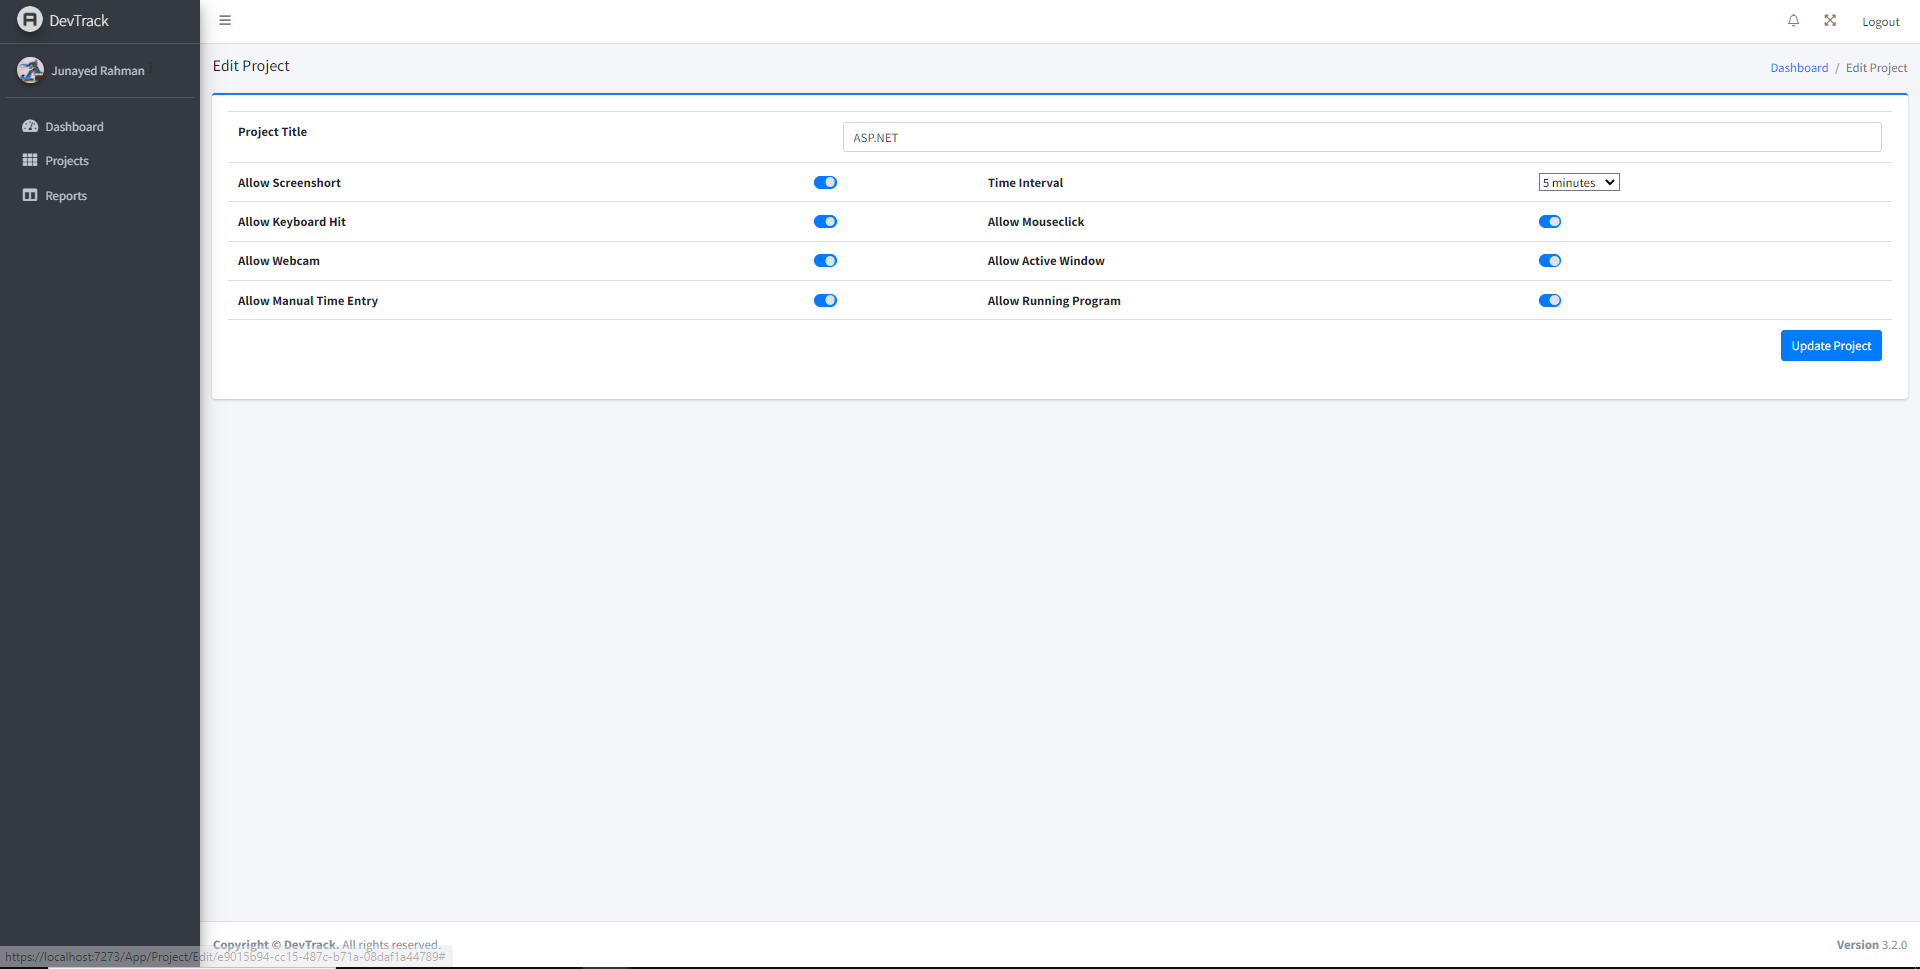 DevTrack
Logout
Junayed Rahman
Edit Project
Dashboard / Edit Project
Dashboard
Projects
Reports
Project Title
ASP.NET
Allow Screenshort
Time Interval
5 minutes
Allow Keyboard Hit
Allow Mouseclick
Allow Webcam
Allow Active Window
Allow Manual Time Entry
Allow Running Program
Update Project
Copyright © DevTrack. All rights reserved.
Version 3.2.0
https://localhost:7273/App/Project/Edit/e9015b94-cc15-487c-b71a-08daf1a44789#